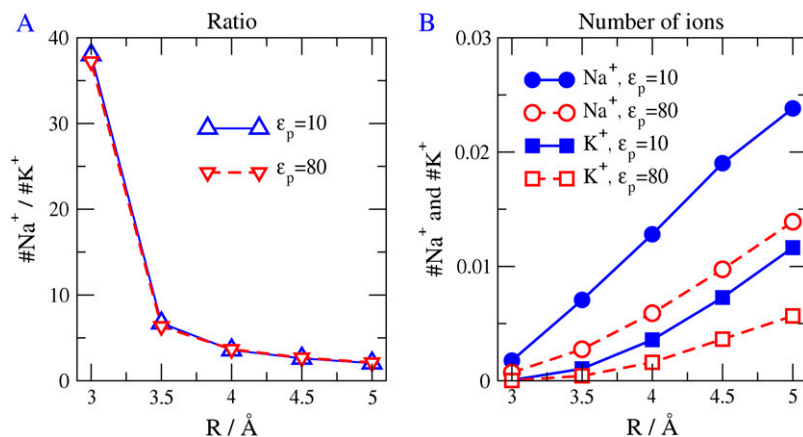 A
Ratio
40
30
20
10
0
#Na⁺ / #K⁺
εₚ=10
εₚ=80
3 3.5 4 4.5 5
R / Å
B
Number of ions
0.03
0.02
0.01
0
#Na⁺ and #K⁺
Na⁺, εₚ=10
Na⁺, εₚ=80
K⁺, εₚ=10
K⁺, εₚ=80
3 3.5 4 4.5 5
R / Å